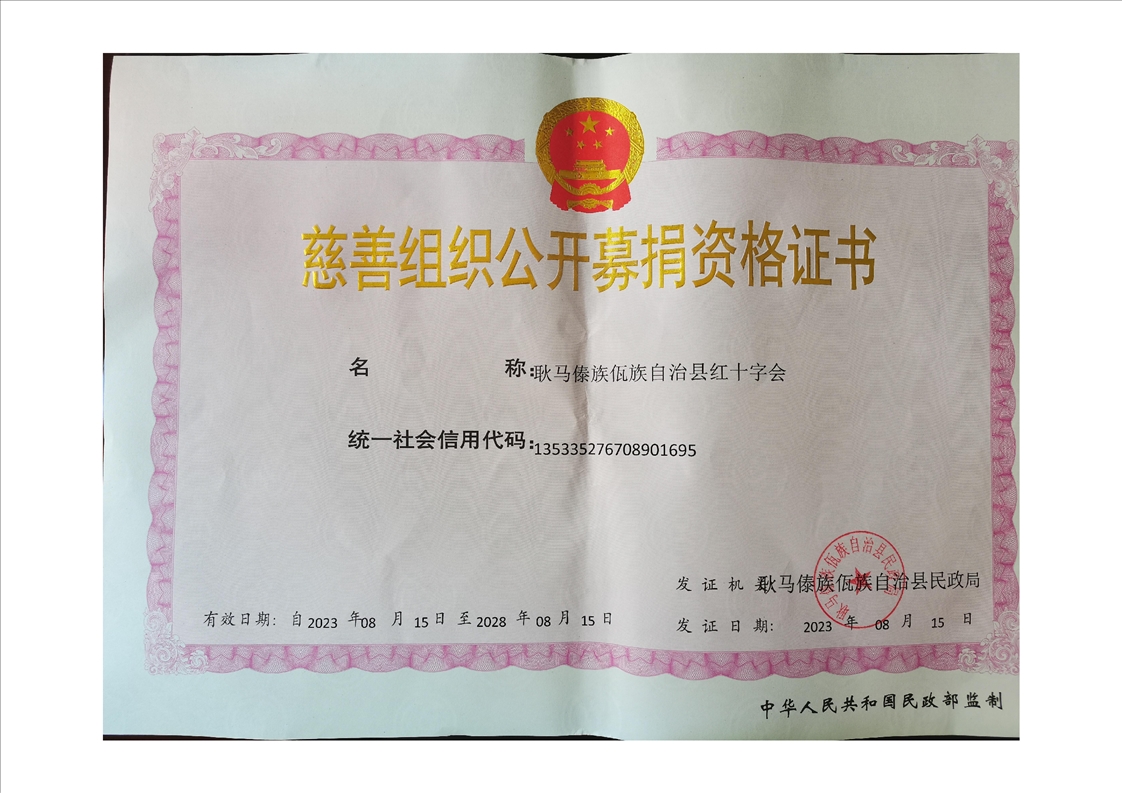 慈善组织公开募捐资格证书
名 称:耿马傣族佤族自治县红十字会
统一社会信用代码:135335276708901695
发证机 耿马傣族佤族自治县民政局
有效日期: 自2023 年08 月 15日 至2028 年 08 月 15日
发证日期: 2023 年 08 月 15 日
中华人民共和国民政部监制